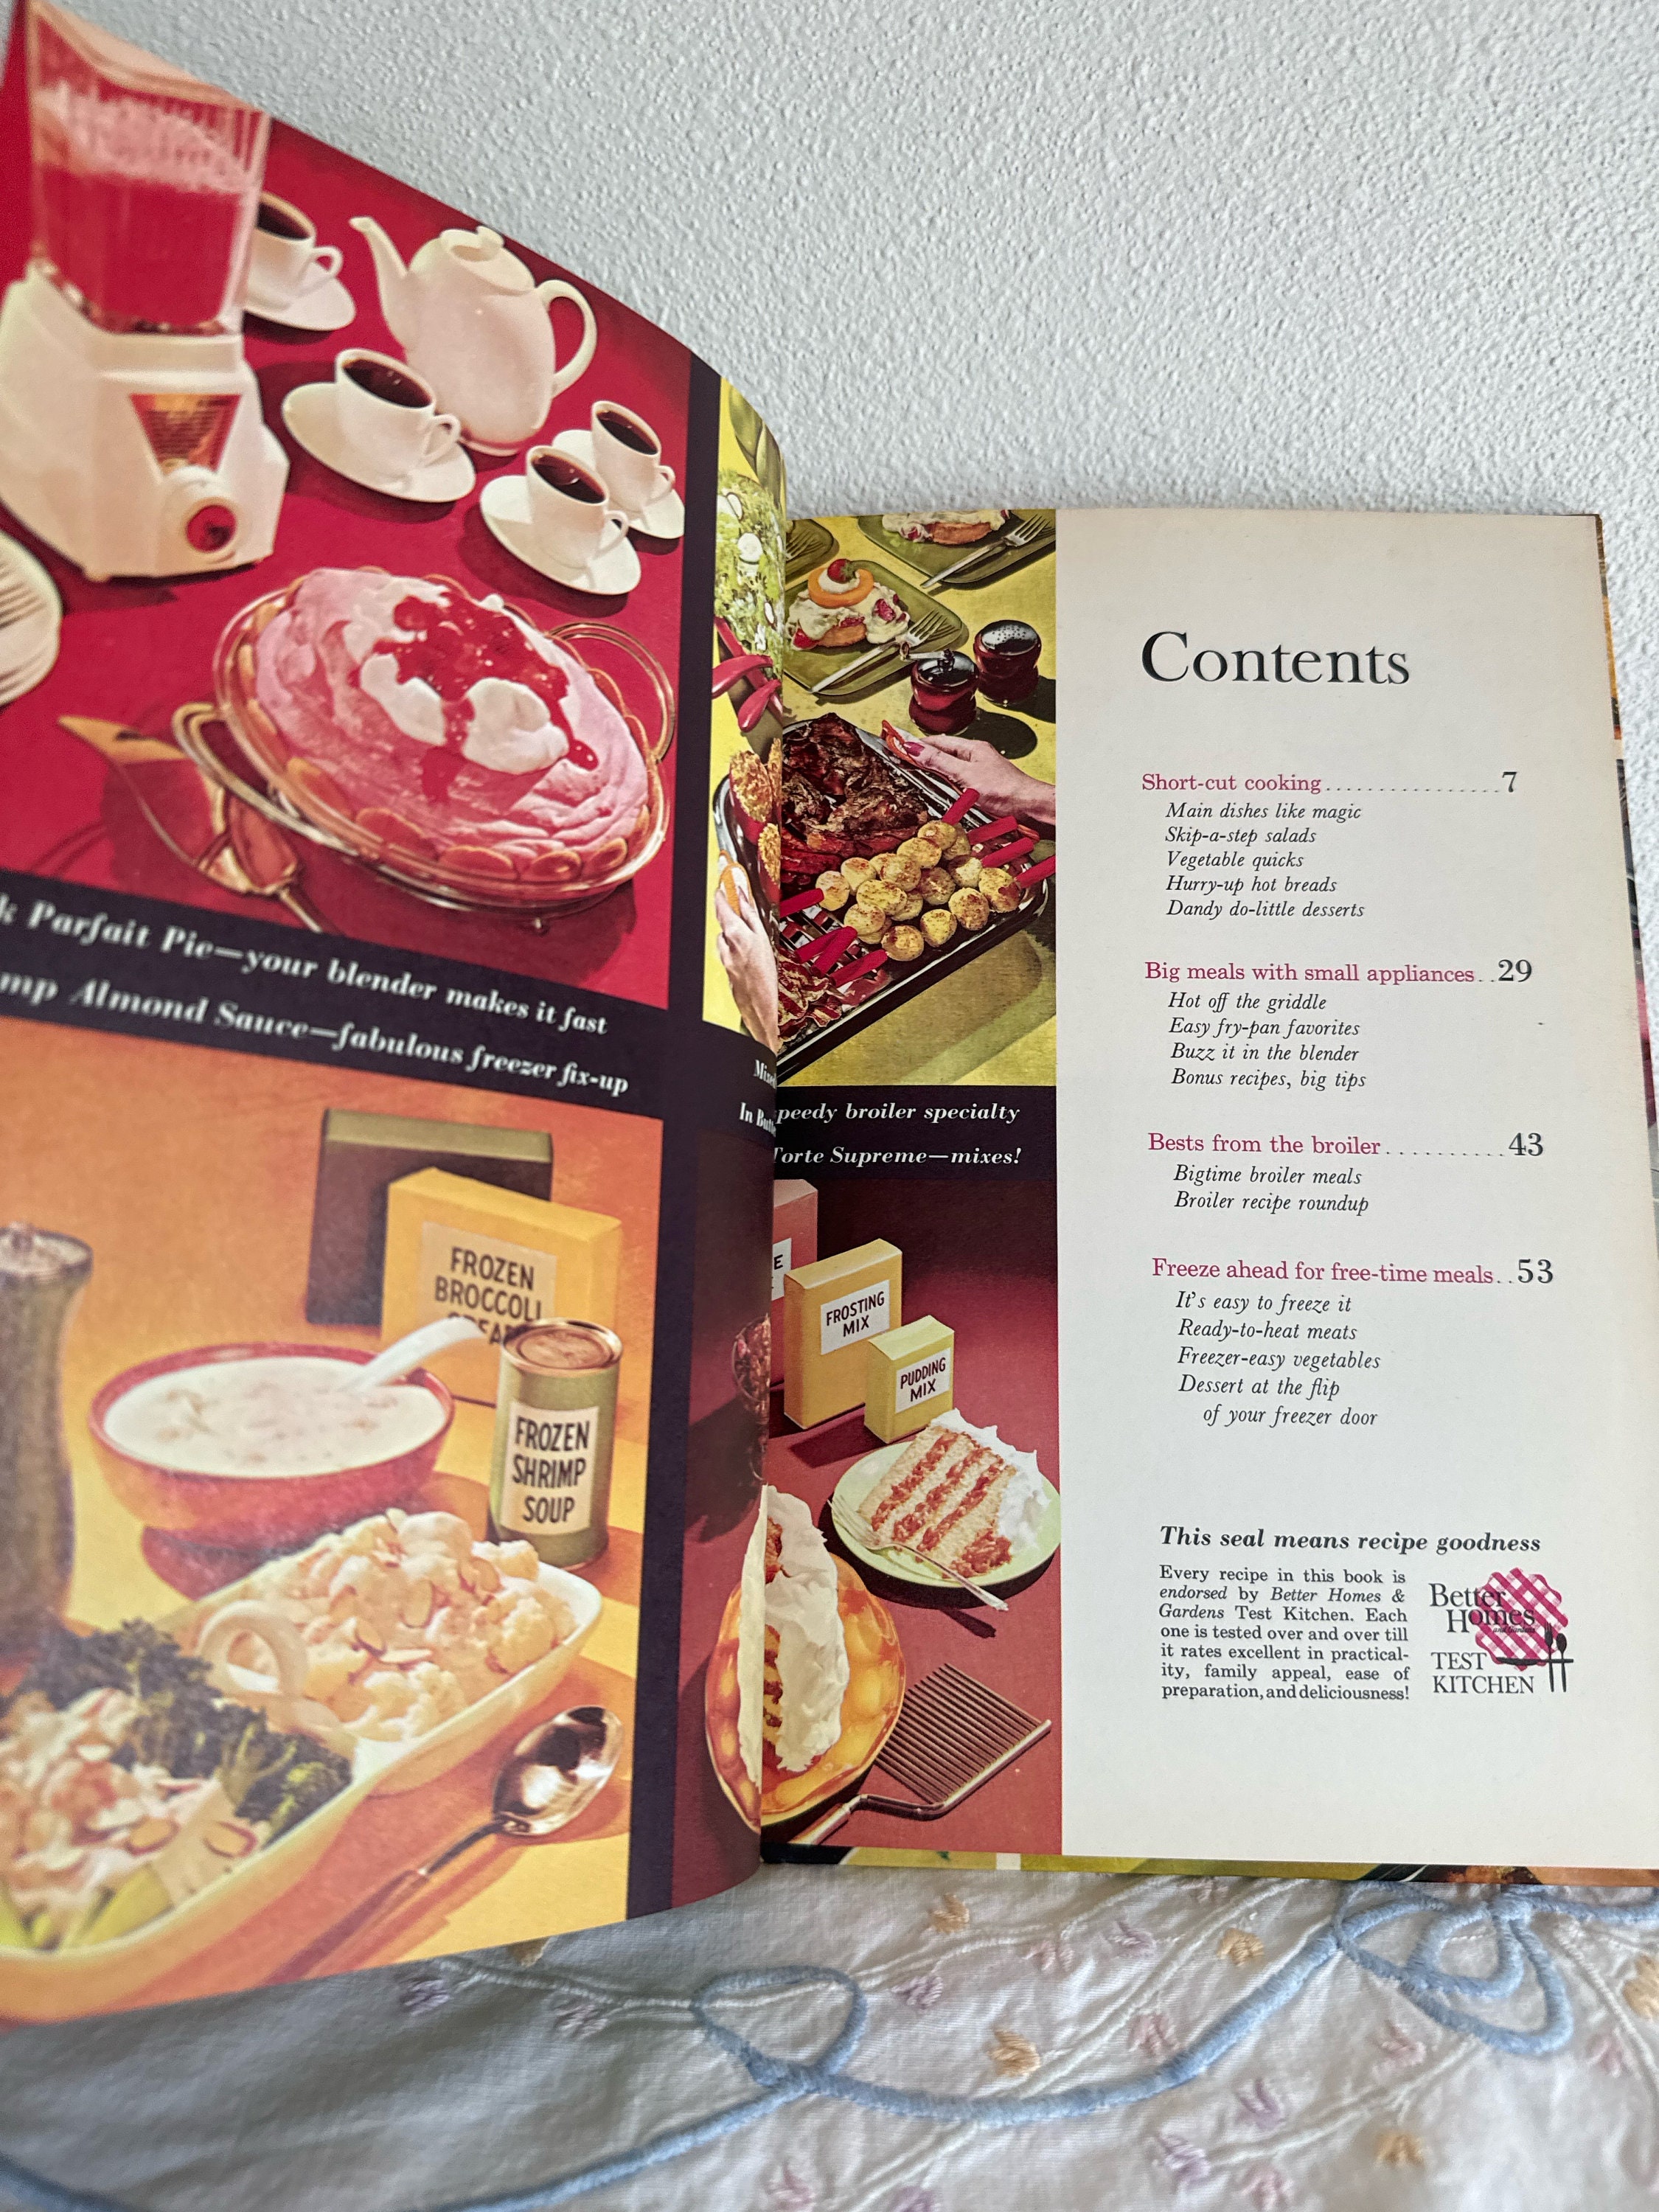 Parfait Pie—your blender makes it fast
Almond Sauce—fabulous freezer fix-up
FROZEN
BROCCOLI
FROZEN
SHRIMP
SOUP
In
peedy broiler specialty
Torte Supreme—mixes!
FROSTING
MIX
PUDDING
MIX
Contents
Short-cut cooking................7
Main dishes like magic
Skip-a-step salads
Vegetable quicks
Hurry-up hot breads
Dandy do-little desserts
Big meals with small appliances..29
Hot off the griddle
Easy fry-pan favorites
Buzz it in the blender
Bonus recipes, big tips
Bests from the broiler..........43
Bigtime broiler meals
Broiler recipe roundup
Freeze ahead for free-time meals..53
It's easy to freeze it
Ready-to-heat meats
Freezer-easy vegetables
Dessert at the flip
of your freezer door
This seal means recipe goodness
Every recipe in this book is
endorsed by Better Homes &
Gardens Test Kitchen. Each
one is tested over and over till
it rates excellent in practical-
ity, family appeal, ease of
preparation, and deliciousness!
Better
Homes
and Gardens
TEST
KITCHEN